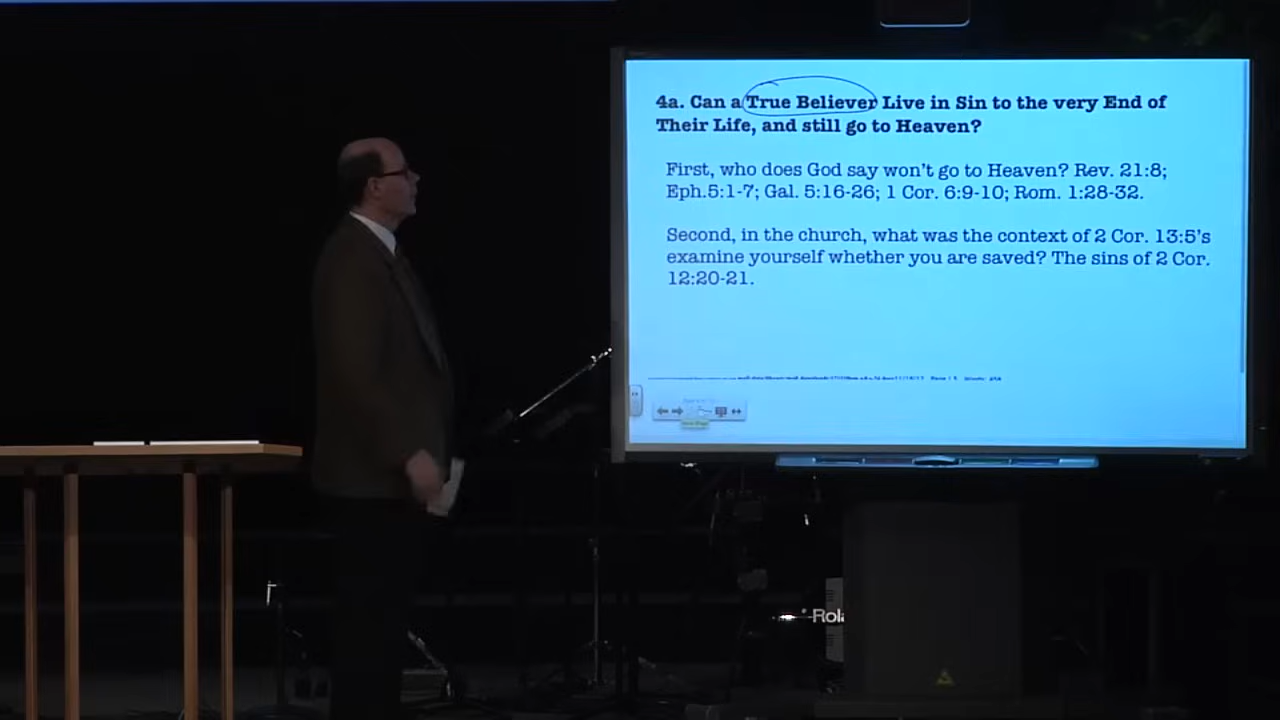 4a. Can a True Believer Live in Sin to the very End of
Their Life, and still go to Heaven?
First, who does God say won't go to Heaven? Rev. 21:8;
Eph.5:1-7; Gal. 5:16-26; 1 Cor. 6:9-10; Rom. 1:28-32.
Second, in the church, what was the context of 2 Cor. 13:5's
examine yourself whether you are saved? The sins of 2 Cor.
12:20-21.
Rola